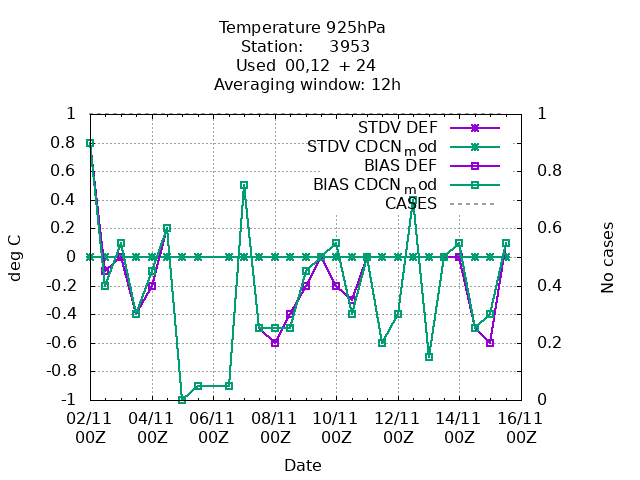 Temperature 925hPa
Station: 3953
Used 00,12 + 24
Averaging window: 12h
1 1
STDV DEF
0.8 0.8
STDV CDCNmod
BIAS DEF
0.6
BIAS CDCNmod
0.4
CASES
0.2 0.6
deg C
0
No cases
-0.2 0.4
-0.4
-0.6 0.2
-0.8
-1 0
02/11 04/11 06/11 08/11 10/11 12/11 14/11 16/11
00Z 00Z 00Z 00Z 00Z 00Z 00Z 00Z
Date